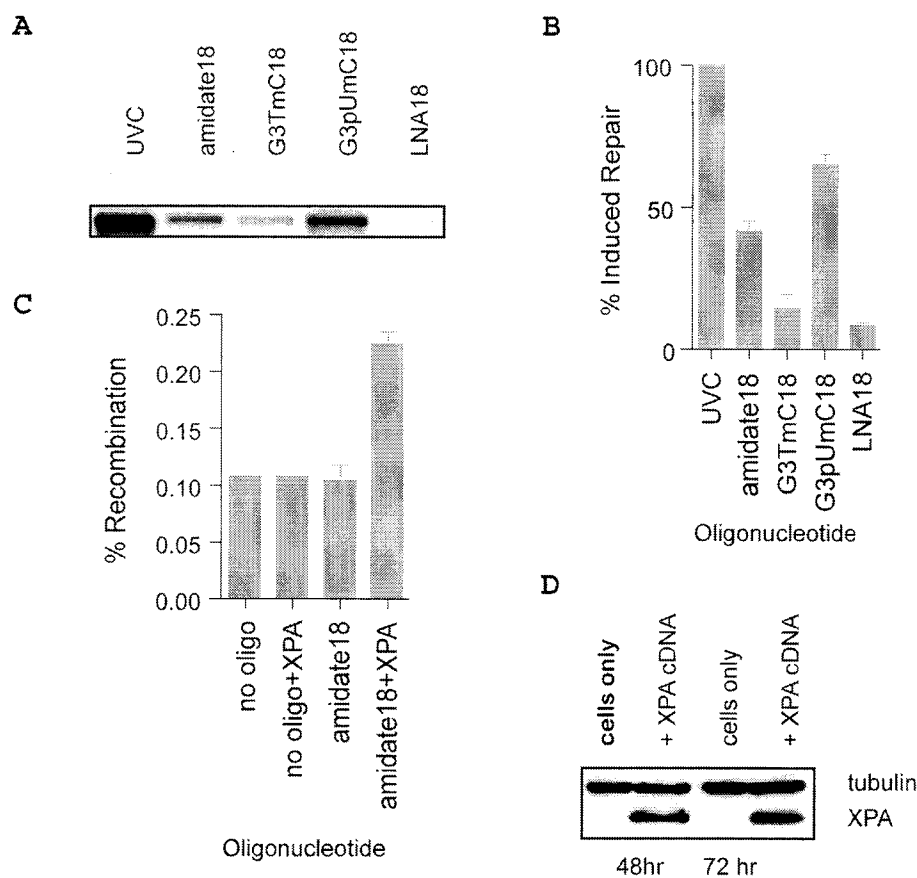 A
UVC
amidate18
G3TmC18
G3pUmC18
LNA18
B
% Induced Repair
100
50
0
UVC
amidate18
G3TmC18
G3pUmC18
LNA18
Oligonucleotide
C
% Recombination
0.25
0.20
0.15
0.10
0.05
0.00
no oligo
no oligo+XPA
amidate18
amidate18+XPA
Oligonucleotide
D
cells only
+ XPA cDNA
cells only
+ XPA cDNA
tubulin
XPA
48hr 72 hr